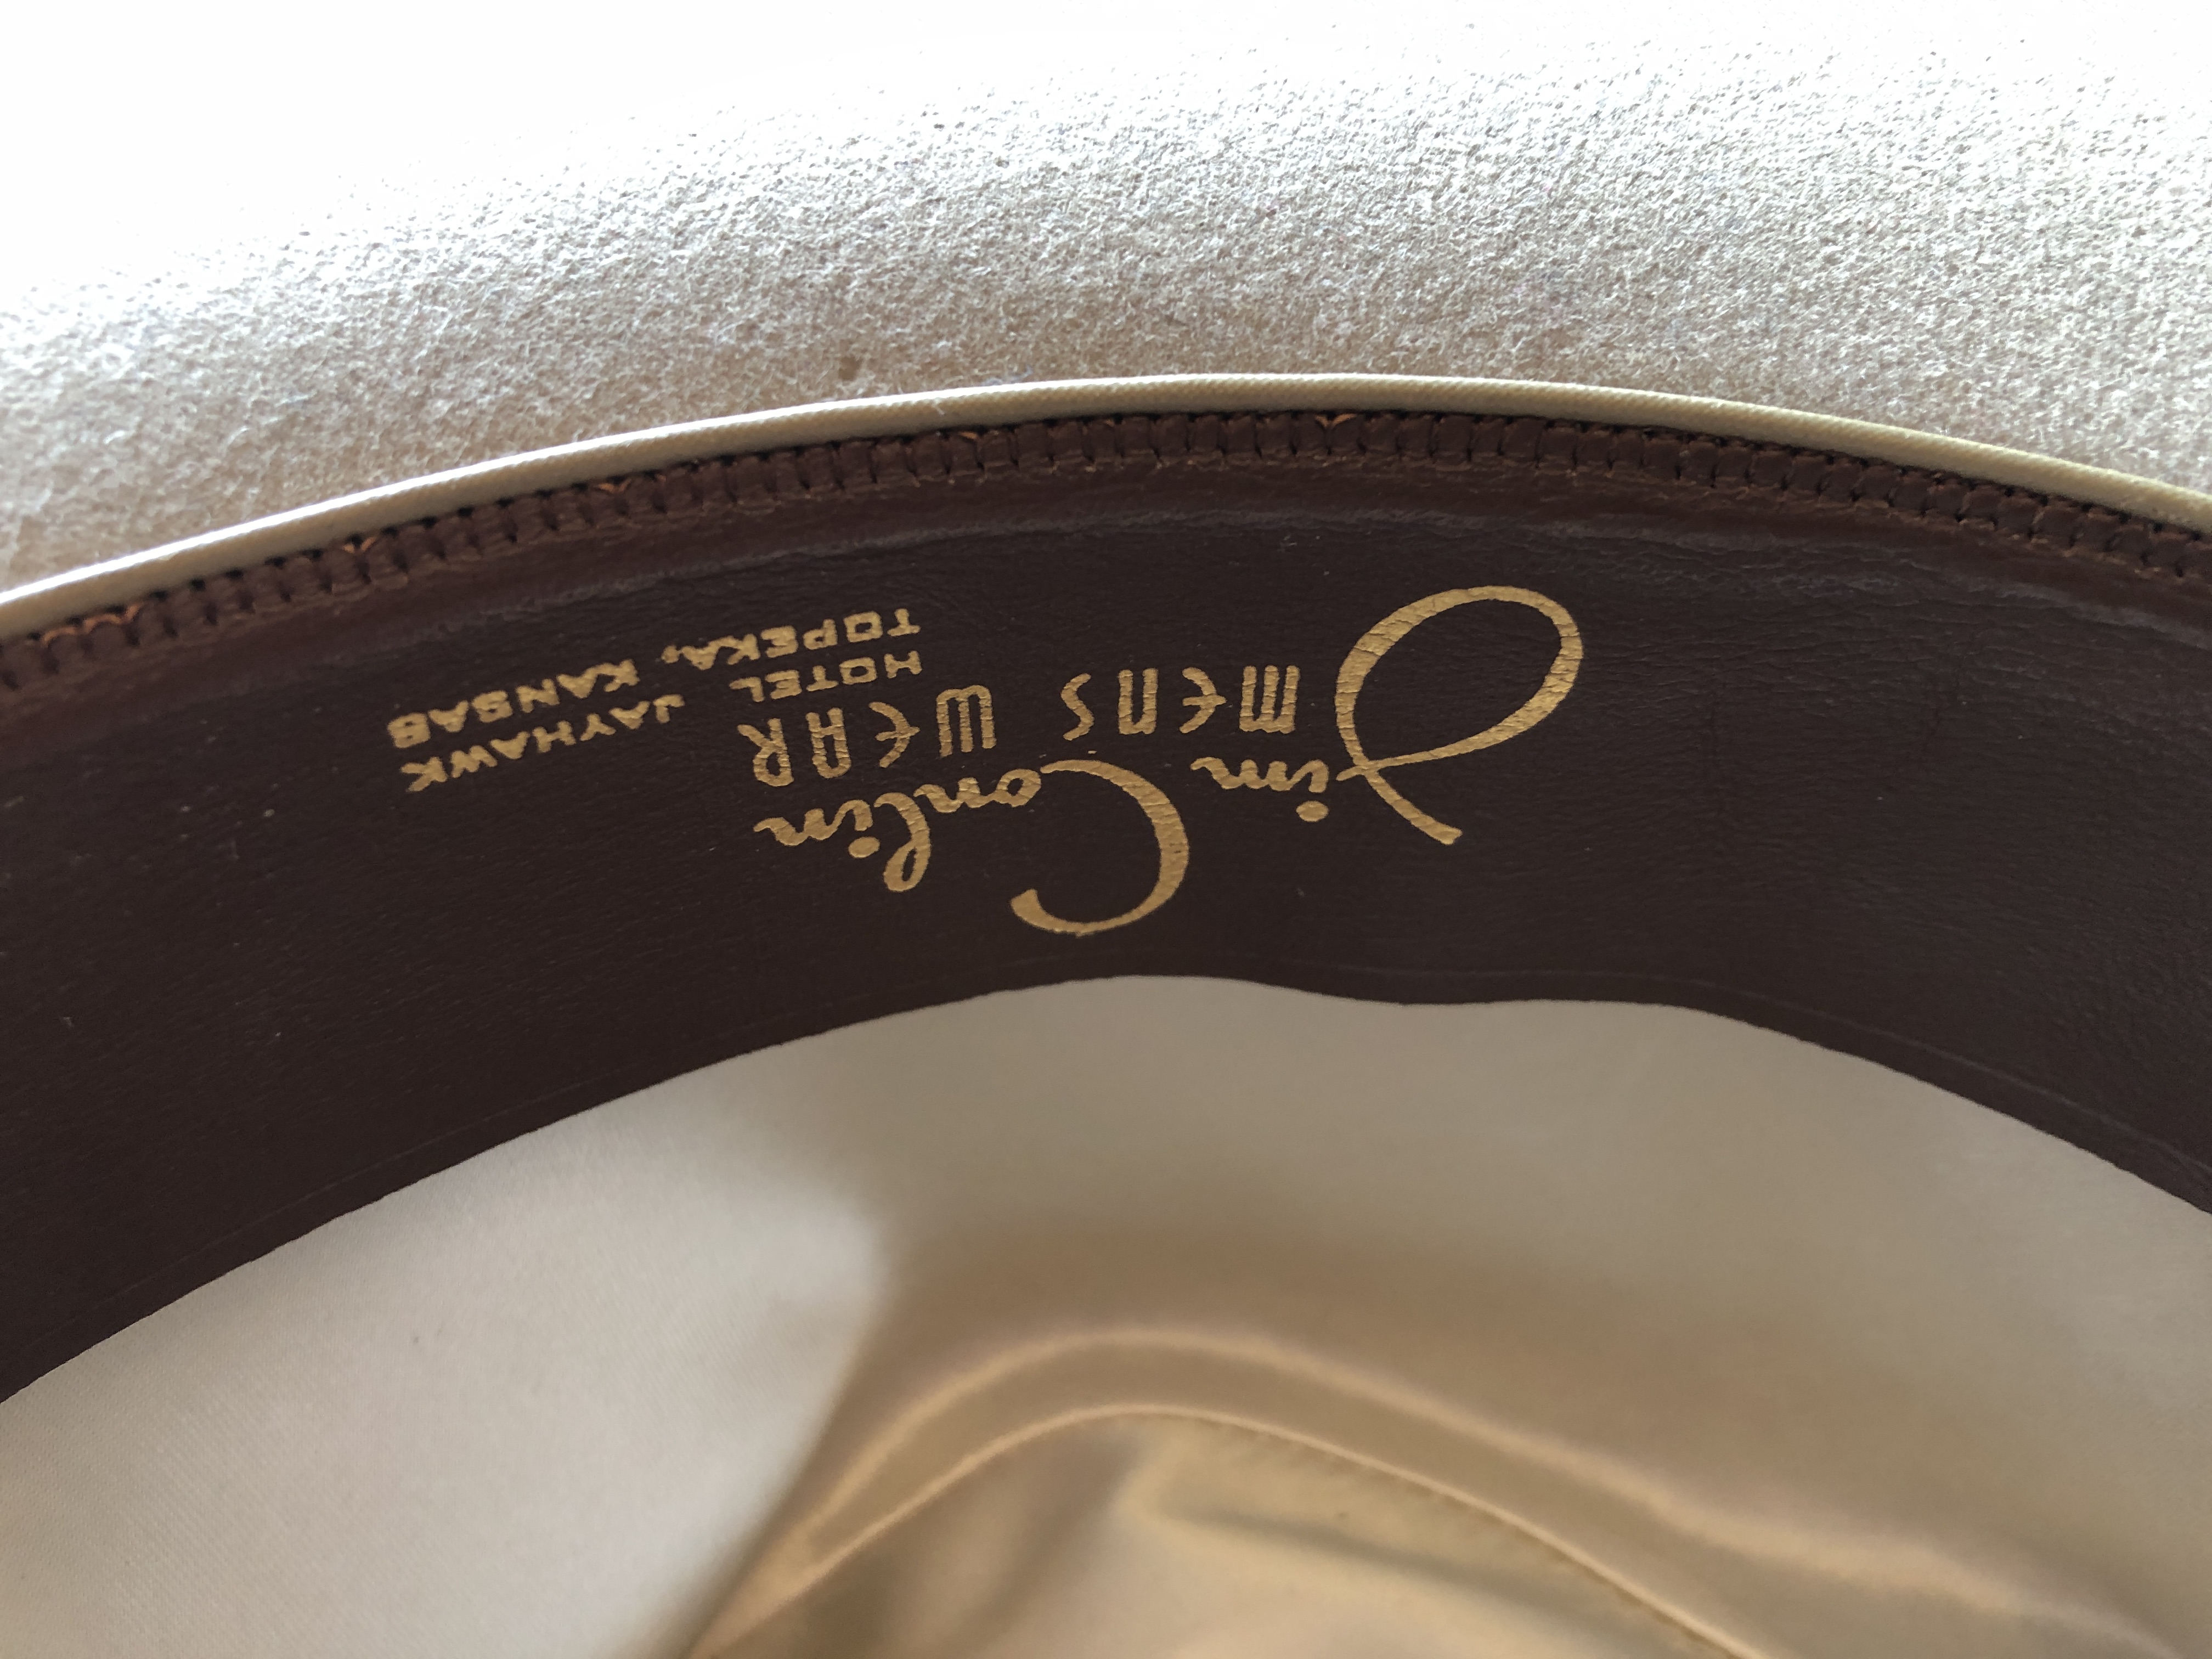 Jim Conlin
MENS WEAR
HOTEL JAYHAWK
TOPEKA, KANSAS